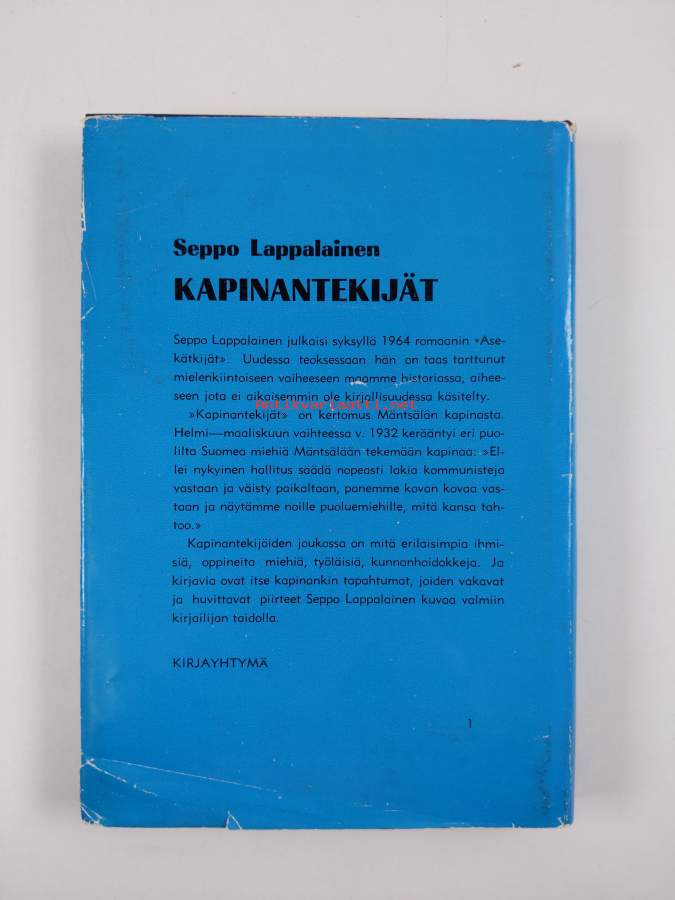 Seppo Lappalainen
KAPINANTEKIJÄT
Seppo Lappalainen julkaisi syksyllä 1964 romaanin »Ase-
kätkijät». Uudessa teoksessaan hän on taas tarttunut
mielenkiintoiseen vaiheeseen maamme historiassa, aihee-
seen jota ei aikaisemmin ole kirjallisuudessa käsitelty.
Antikvariaatti.net
»Kapinantekijät» on kertomus Mäntsälän kapinasta.
Helmi—maaliskuun vaihteessa v. 1932 kerääntyi eri puo-
lilta Suomea miehiä Mäntsälään tekemään kapinaa: »El-
lei nykyinen hallitus säädä nopeasti lakia kommunisteja
vastaan ja väisty paikaltaan, panemme kovan kovaa vas-
taan ja näytämme noille puoluemiehille, mitä kansa tah-
too.»
Kapinantekijöiden joukossa on mitä erilaisimpia ihmi-
siä, oppineita miehiä, työläisiä, kunnanhoidokkeja. Ja
kirjavia ovat itse kapinankin tapahtumat, joiden vakavat
ja huvittavat piirteet Seppo Lappalainen kuvaa valmiin
kirjailijan taidolla.
KIRJAYHTYMÄ
1